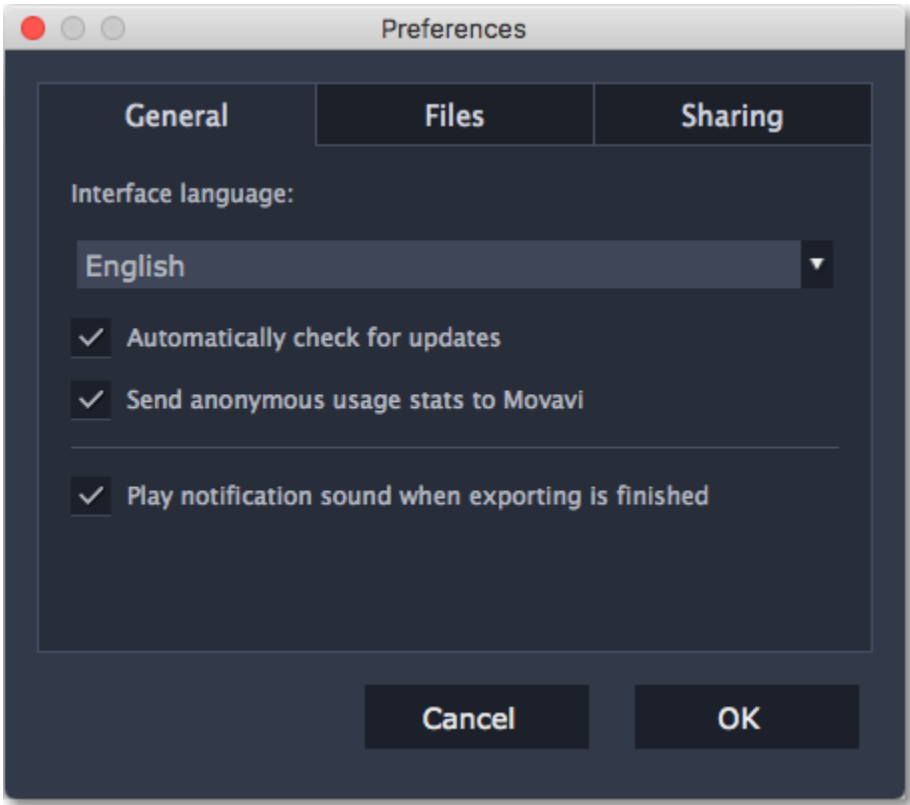 Preferences
General Files Sharing
Interface language:
English
Automatically check for updates
Send anonymous usage stats to Movavi
Play notification sound when exporting is finished
Cancel OK